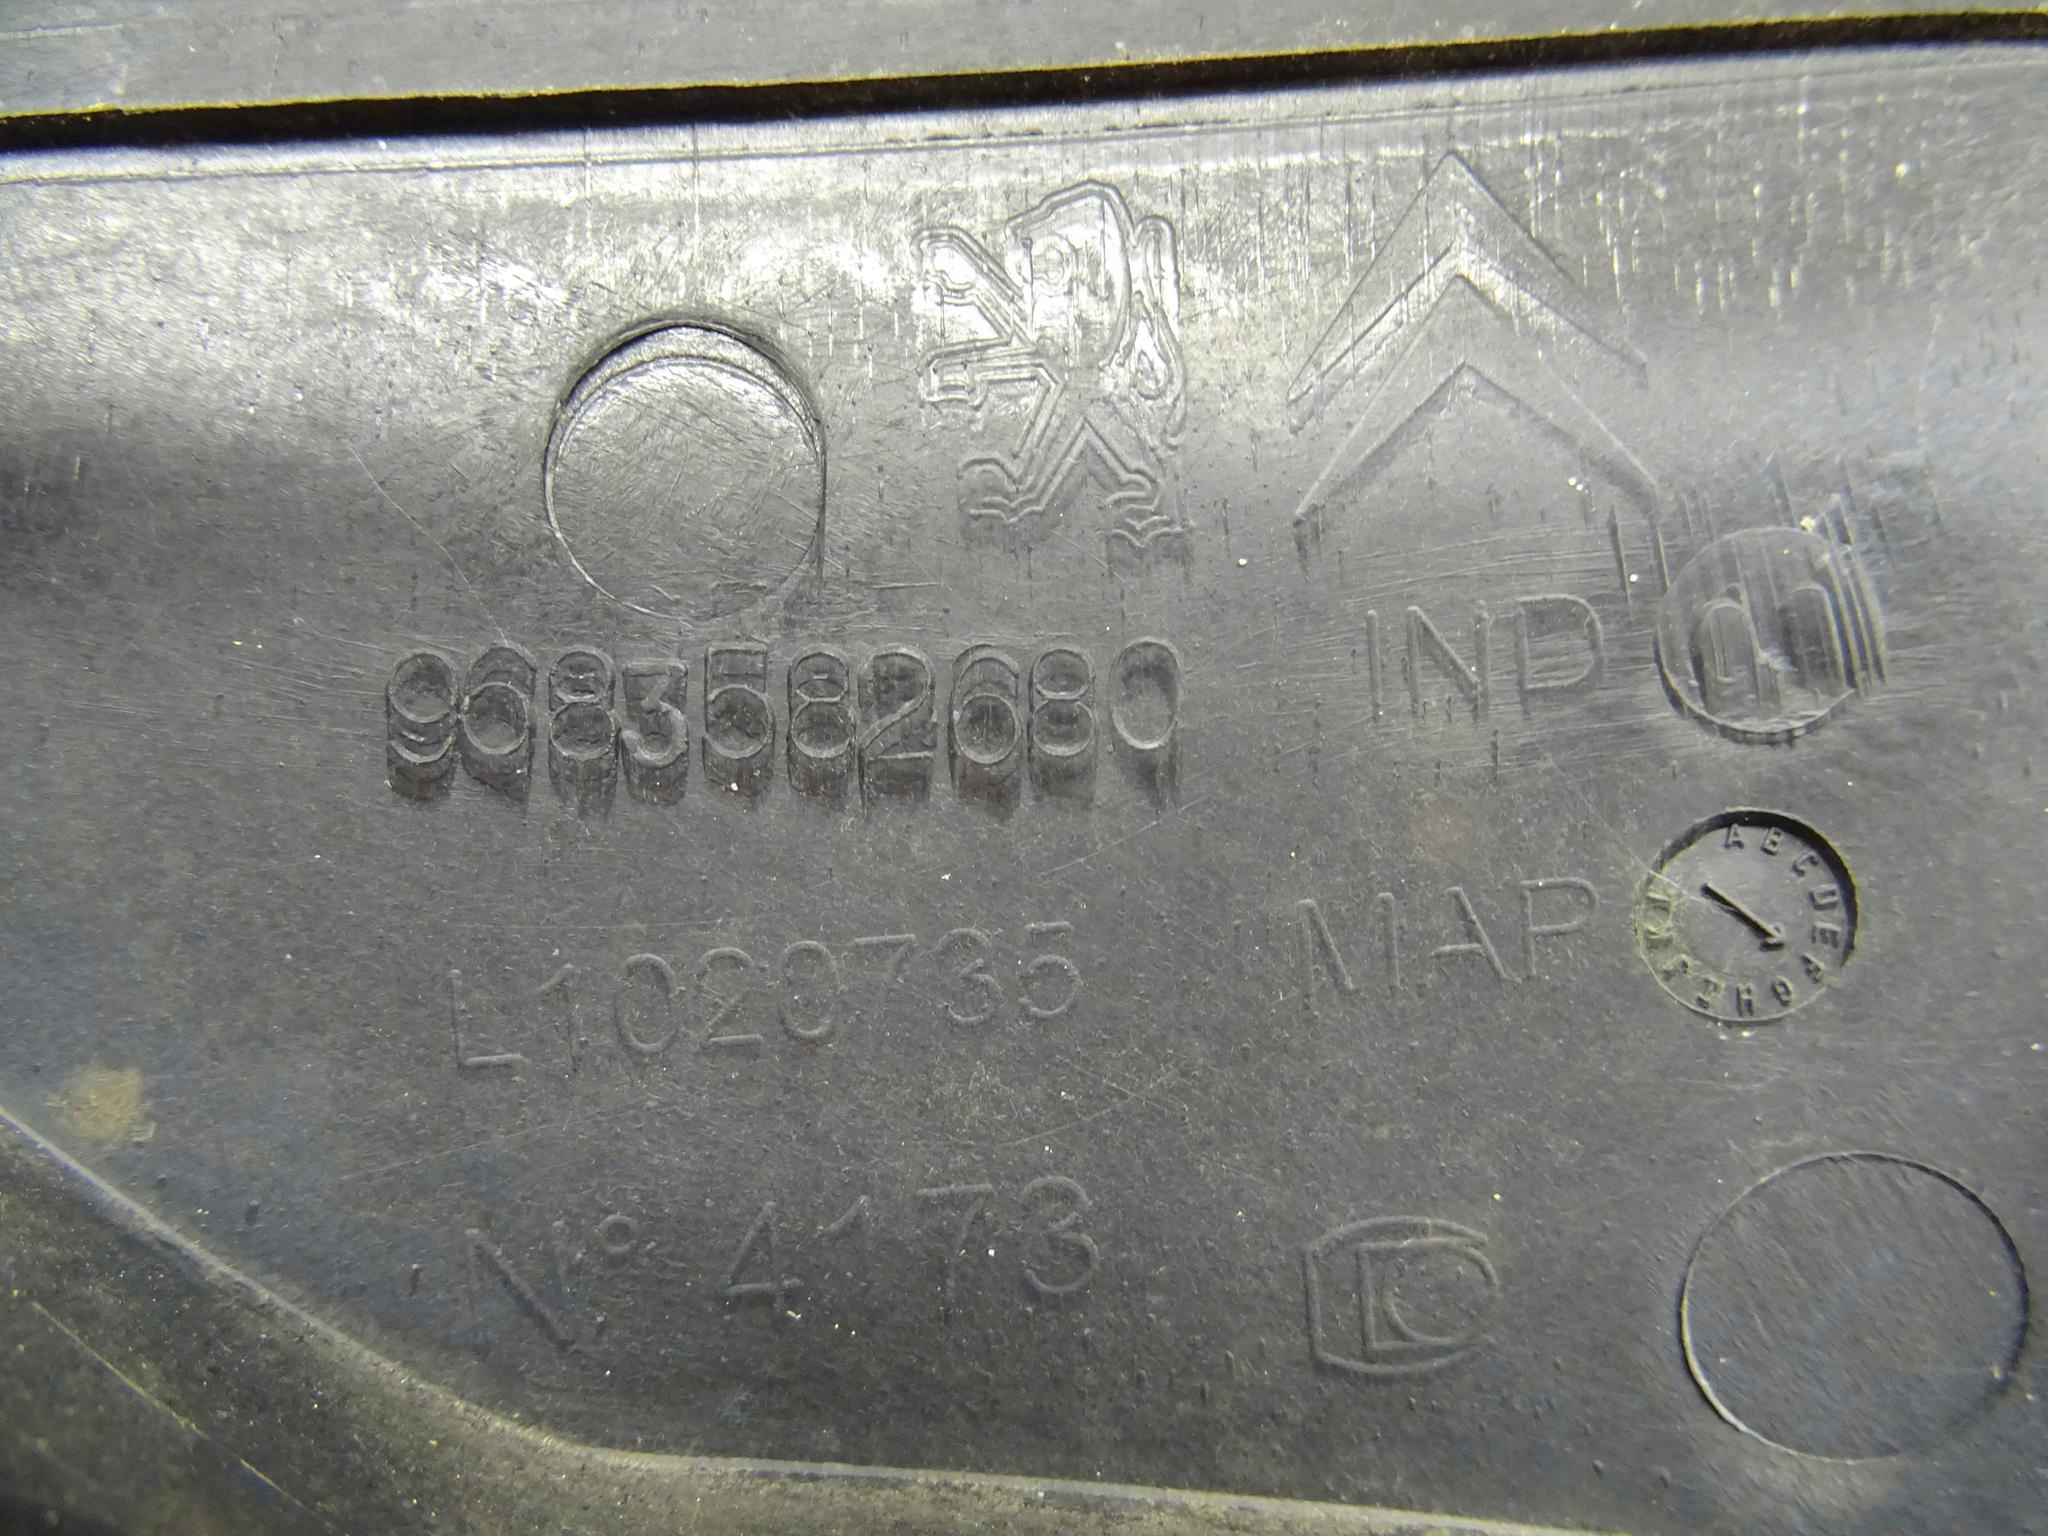 9683582680
INP
L1020735
MAP
A B C D E F G H I J K L
N° 4173